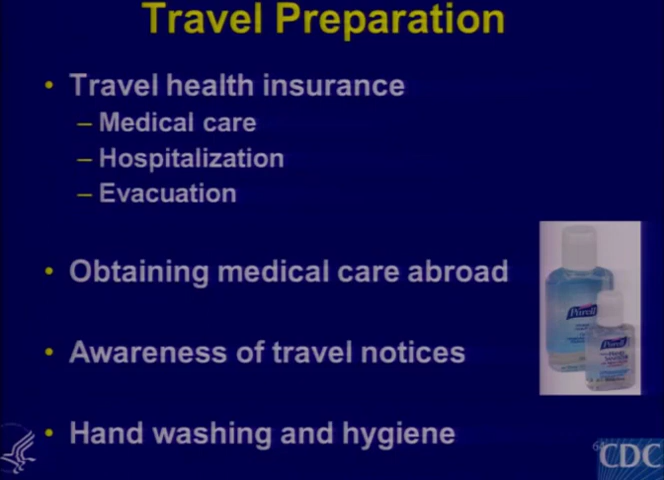 Travel Preparation
• Travel health insurance
– Medical care
– Hospitalization
– Evacuation
• Obtaining medical care abroad
• Awareness of travel notices
• Hand washing and hygiene
Purell
Purell
CDC